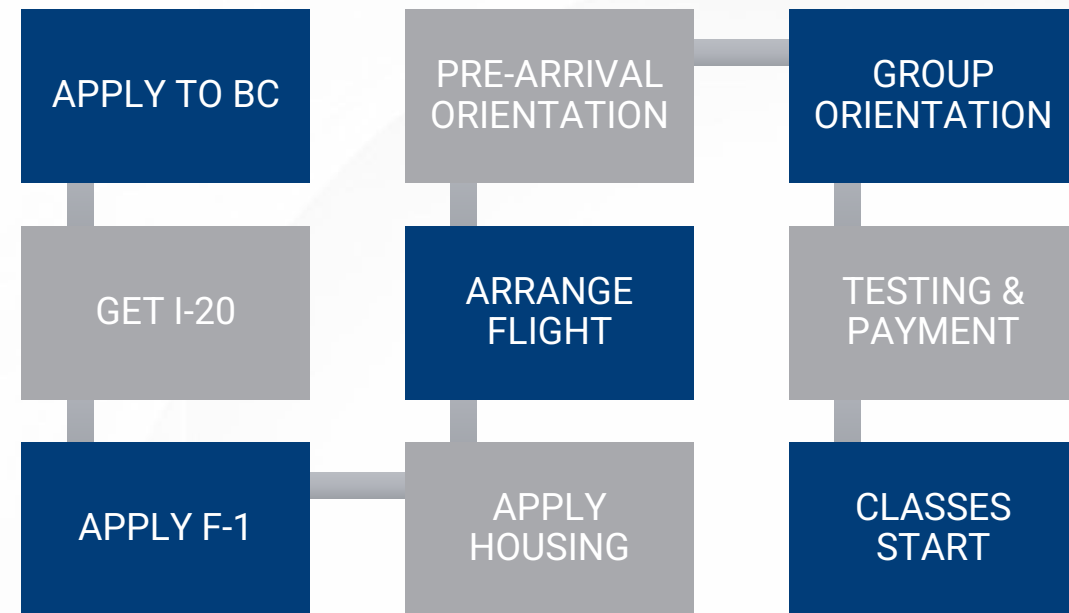 APPLY TO BC
GET I-20
APPLY F-1
APPLY
HOUSING
ARRANGE
FLIGHT
PRE-ARRIVAL
ORIENTATION
GROUP
ORIENTATION
TESTING &
PAYMENT
CLASSES
START